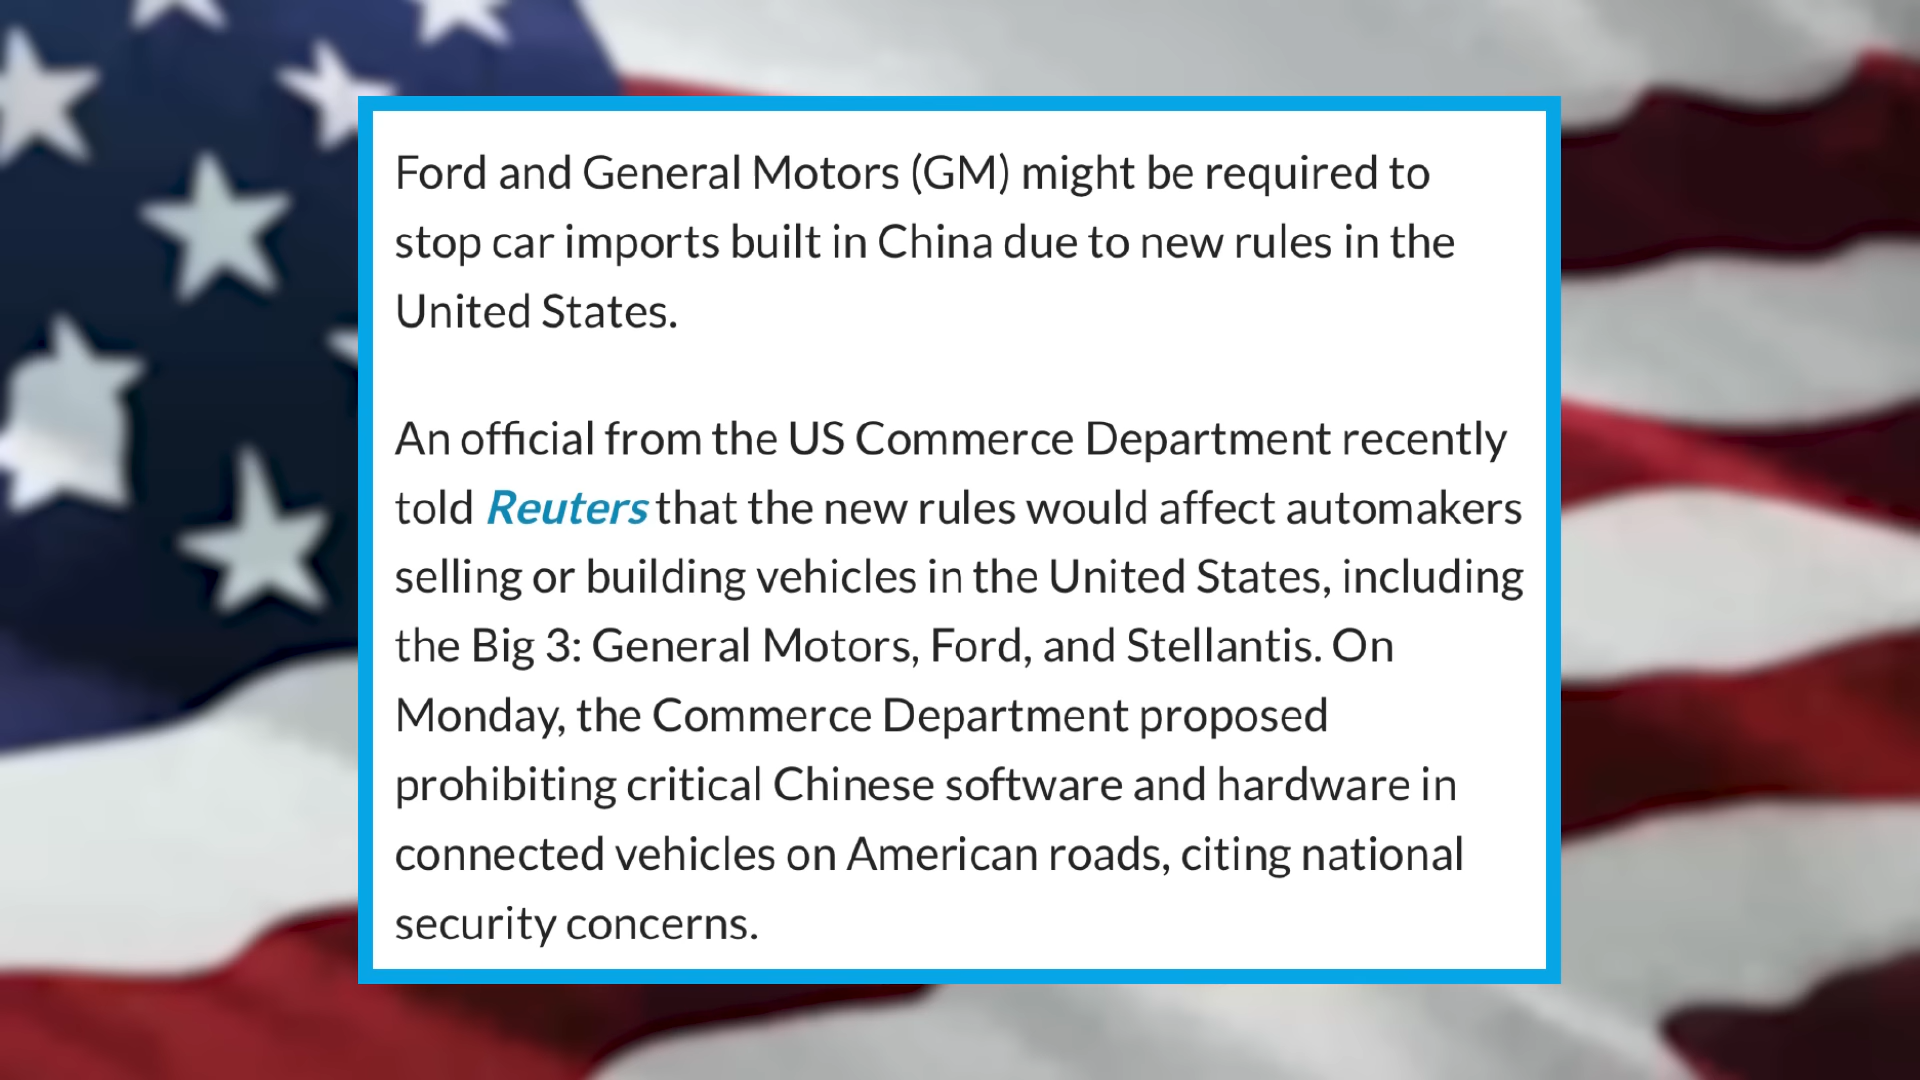 Ford and General Motors (GM) might be required to
stop car imports built in China due to new rules in the
United States.
An official from the US Commerce Department recently
told Reuters that the new rules would affect automakers
selling or building vehicles in the United States, including
the Big 3: General Motors, Ford, and Stellantis. On
Monday, the Commerce Department proposed
prohibiting critical Chinese software and hardware in
connected vehicles on American roads, citing national
security concerns.